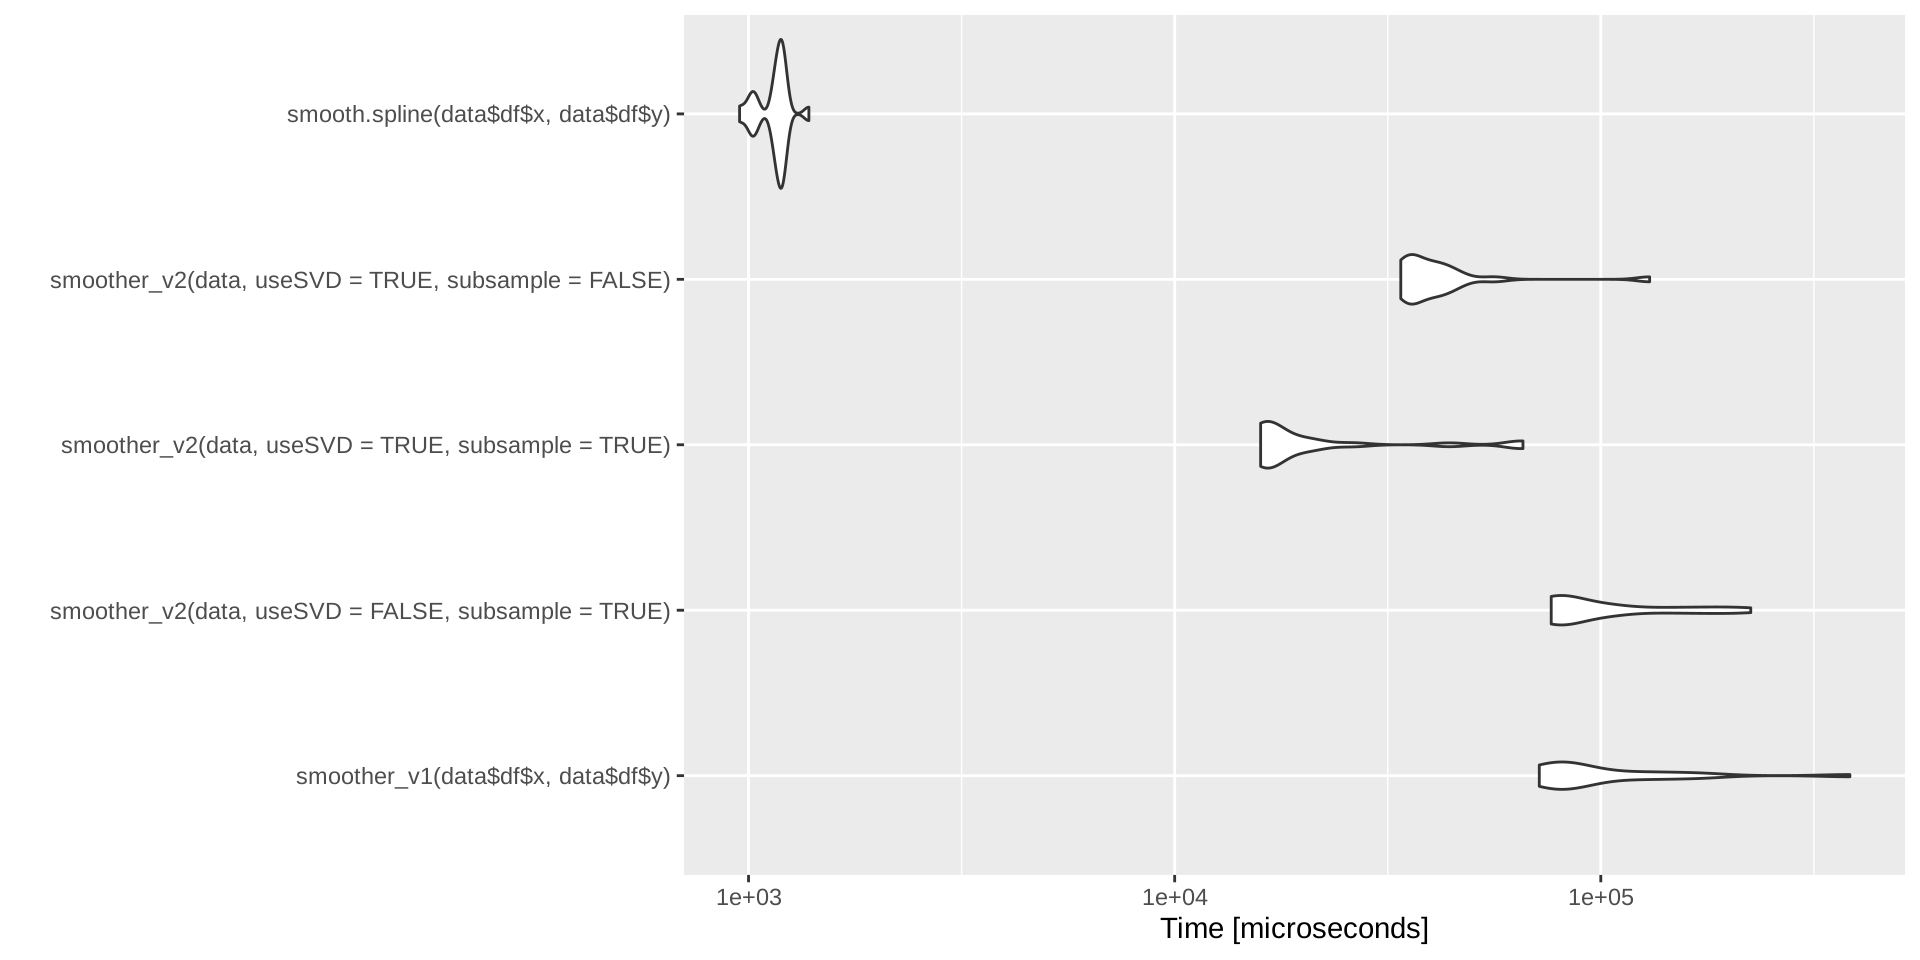 smooth.spline(data$df$x, data$df$y)
smoother_v2(data, useSVD = TRUE, subsample = FALSE)
smoother_v2(data, useSVD = TRUE, subsample = TRUE)
smoother_v2(data, useSVD = FALSE, subsample = TRUE)
smoother_v1(data$df$x, data$df$y)
1e+03 1e+04 1e+05
Time [microseconds]